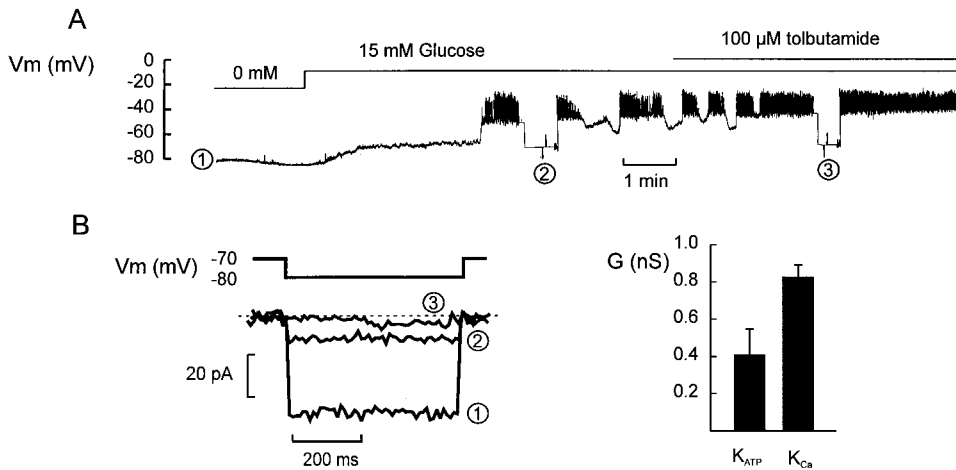 A
Vm (mV)
0
-20
-40
-60
-80
0 mM
15 mM Glucose
100 µM tolbutamide
①
②
③
1 min
B
Vm (mV)
-70
-80
③
②
①
20 pA
200 ms
G (nS)
1.0
0.8
0.6
0.4
0.2
K_ATP
K_Ca